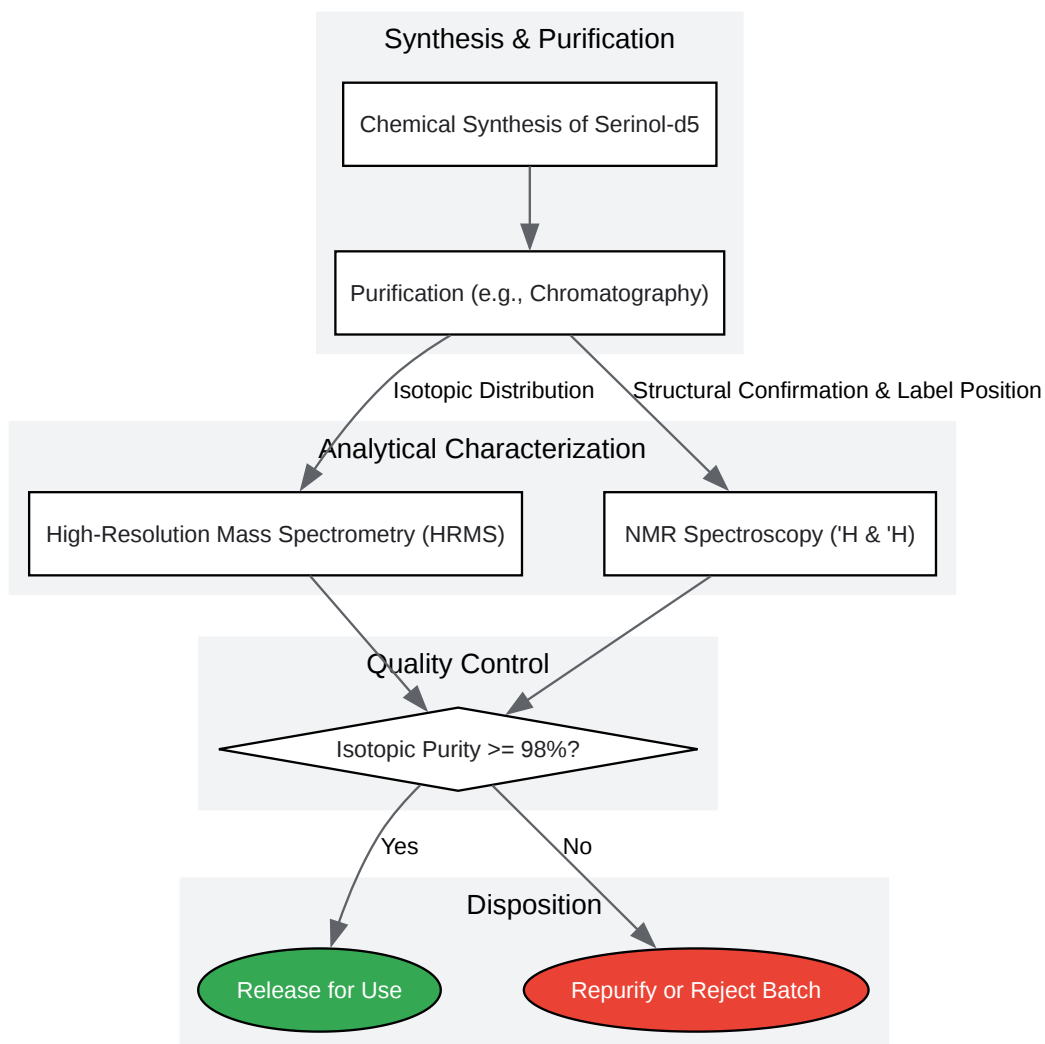 Synthesis & Purification
Chemical Synthesis of Serinol-d5
Purification (e.g., Chromatography)
Isotopic Distribution
Structural Confirmation & Label Position
Analytical Characterization
High-Resolution Mass Spectrometry (HRMS)
NMR Spectroscopy ('H & 'H)
Quality Control
Isotopic Purity >= 98%?
Yes
No
Disposition
Release for Use
Repurify or Reject Batch